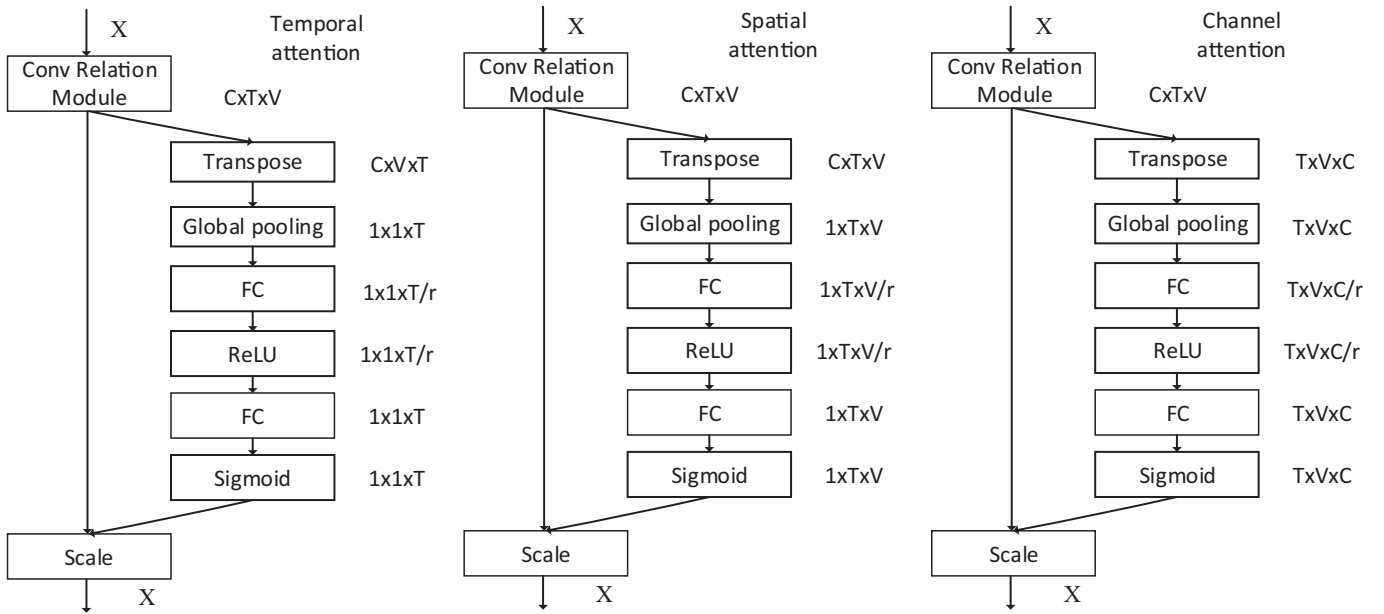 X
Temporal
attention
Conv Relation
Module
CxTxV
Transpose
CxVxT
Global pooling
1x1xT
FC
1x1xT/r
ReLU
1x1xT/r
FC
1x1xT
Sigmoid
1x1xT
Scale
X
X
Spatial
attention
Conv Relation
Module
CxTxV
Transpose
CxTxV
Global pooling
1xTxV
FC
1xTxV/r
ReLU
1xTxV/r
FC
1xTxV
Sigmoid
1xTxV
Scale
X
X
Channel
attention
Conv Relation
Module
CxTxV
Transpose
TxVxC
Global pooling
TxVxC
FC
TxVxC/r
ReLU
TxVxC/r
FC
TxVxC
Sigmoid
TxVxC
Scale
X